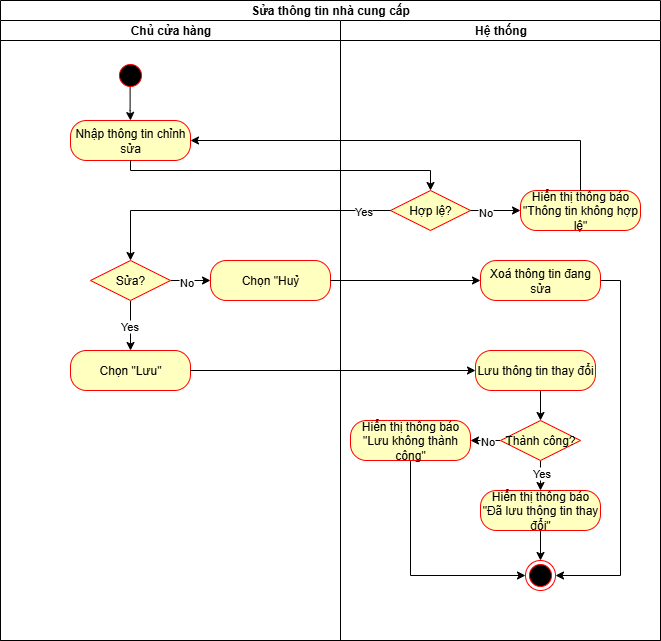 Sửa thông tin nhà cung cấp
Chủ cửa hàng
Hệ thống
Nhập thông tin chỉnh
sửa
Hợp lệ?
No
Hiển thị thông báo
"Thông tin không hợp
lệ"
Yes
Sửa?
No
Chọn "Huỷ
Xoá thông tin đang
sửa
Yes
Chọn "Lưu"
Lưu thông tin thay đổi
Thành công?
No
Hiển thị thông báo
"Lưu không thành
công"
Yes
Hiển thị thông báo
"Đã lưu thông tin thay
đổi"